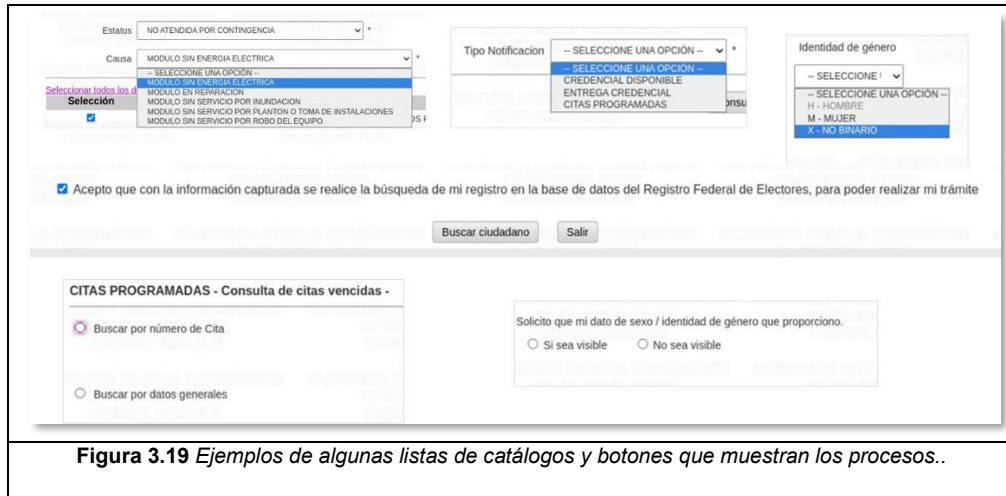 Estatus NO ATENDIDA POR CONTINGENCIA *
Causa MODULO SIN ENERGIA ELECTRICA *
-- SELECCIONE UNA OPCIÓN --
MODULO SIN ENERGIA ELECTRICA
MODULO EN REPARACION
MODULO SIN SERVICIO POR INUNDACION
MODULO SIN SERVICIO POR PLANTON O TOMA DE INSTALACIONES
MODULO SIN SERVICIO POR ROBO DEL EQUIPO
Seleccionar todos los d
Selección
Tipo Notificacion -- SELECCIONE UNA OPCIÓN -- *
-- SELECCIONE UNA OPCIÓN --
CREDENCIAL DISPONIBLE
ENTREGA CREDENCIAL
CITAS PROGRAMADAS
Identidad de género
-- SELECCIONE
-- SELECCIONE UNA OPCIÓN --
H - HOMBRE
M - MUJER
X - NO BINARIO
Acepto que con la información capturada se realice la búsqueda de mi registro en la base de datos del Registro Federal de Electores, para poder realizar mi trámite
Buscar ciudadano Salir
CITAS PROGRAMADAS - Consulta de citas vencidas -
Buscar por número de Cita
Buscar por datos generales
Solicito que mi dato de sexo / identidad de género que proporciono.
Si sea visible No sea visible
Figura 3.19 Ejemplos de algunas listas de catálogos y botones que muestran los procesos..